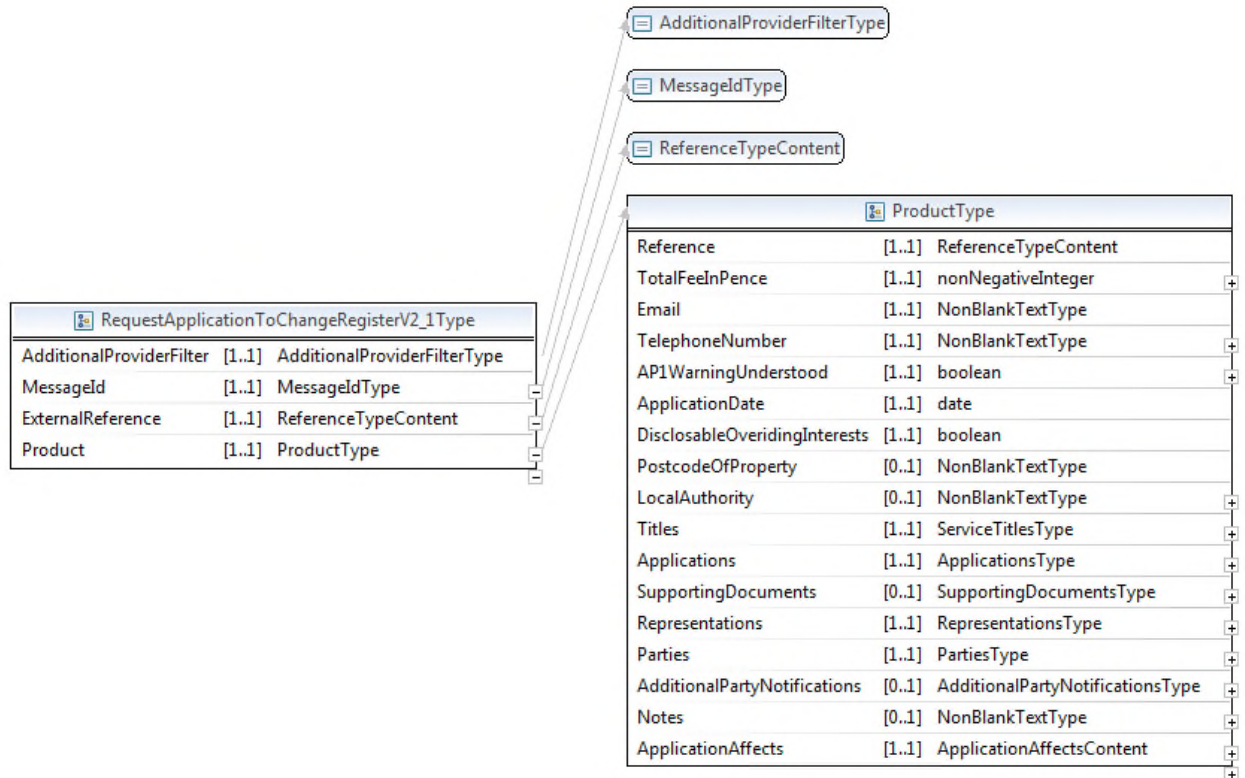 AdditionalProviderFilterType
MessageIdType
ReferenceTypeContent
ProductType
Reference [1..1] ReferenceTypeContent
TotalFeeInPence [1..1] nonNegativeInteger
Email [1..1] NonBlankTextType
TelephoneNumber [1..1] NonBlankTextType
AP1WarningUnderstood [1..1] boolean
ApplicationDate [1..1] date
DisclosableOveridingInterests [1..1] boolean
PostcodeOfProperty [0..1] NonBlankTextType
LocalAuthority [0..1] NonBlankTextType
Titles [1..1] ServiceTitlesType
Applications [1..1] ApplicationsType
SupportingDocuments [0..1] SupportingDocumentsType
Representations [1..1] RepresentationsType
Parties [1..1] PartiesType
AdditionalPartyNotifications [0..1] AdditionalPartyNotificationsType
Notes [0..1] NonBlankTextType
ApplicationAffects [1..1] ApplicationAffectsContent
RequestApplicationToChangeRegisterV2_1Type
AdditionalProviderFilter [1..1] AdditionalProviderFilterType
MessageId [1..1] MessageIdType
ExternalReference [1..1] ReferenceTypeContent
Product [1..1] ProductType